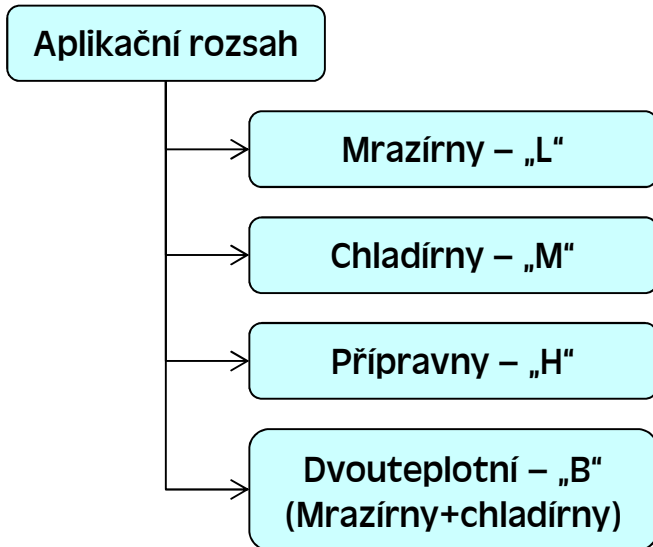 Aplikační rozsah
Mrazírny – „L“
Chladírny – „M“
Přípravny – „H“
Dvouteplotní – „B“
(Mrazírny+chladírny)